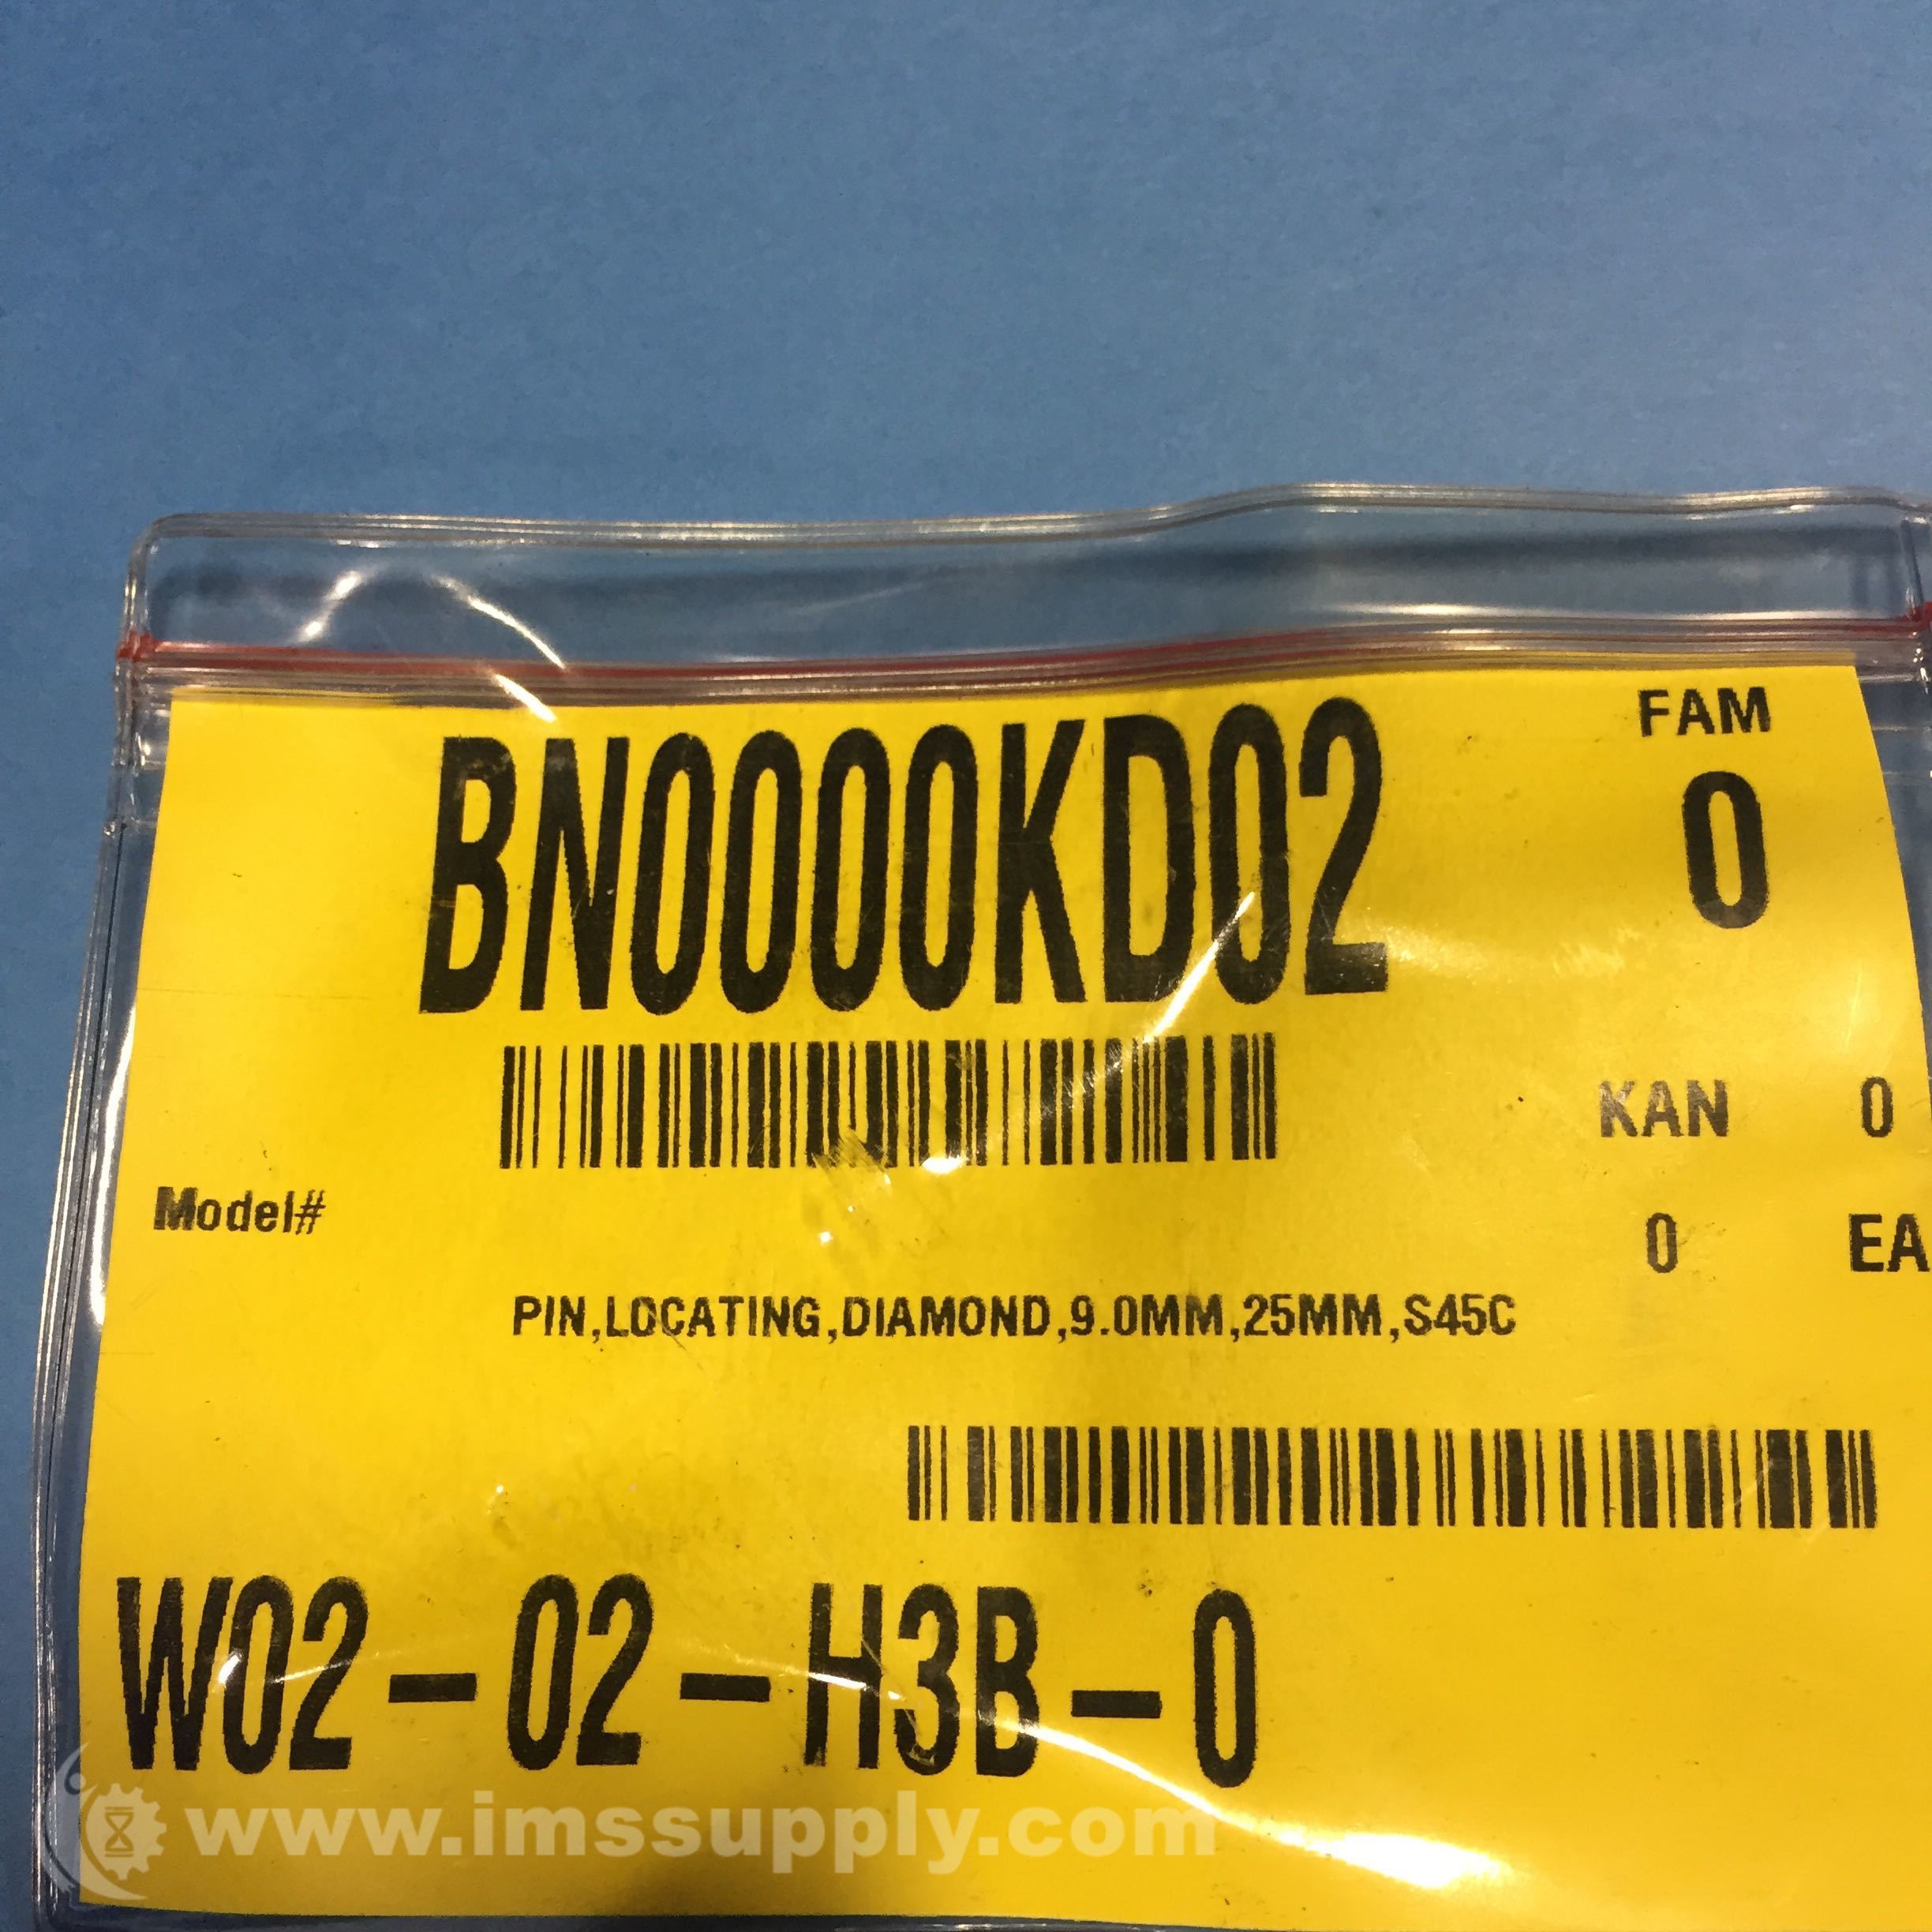 FAM
BN0000KD02
0
KAN 0
Model#
0 EA
PIN,LOCATING,DIAMOND,9.0MM,25MM,S45C
W02-02-H3B-0
www.imssupply.com